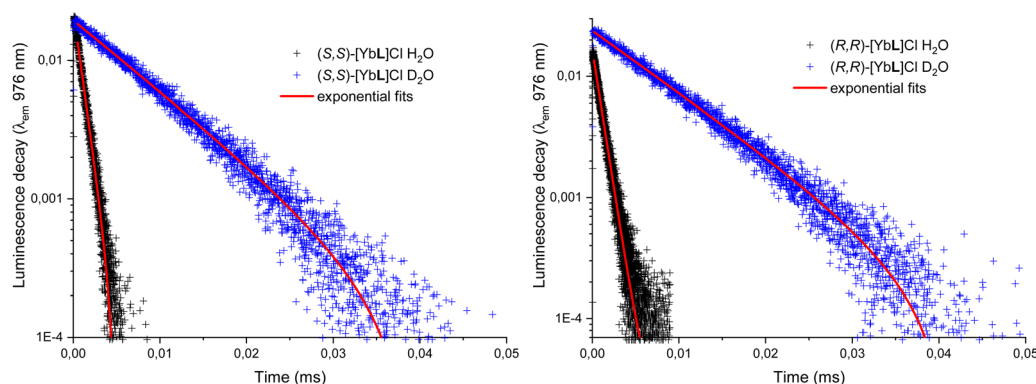 (S,S)-[YbL]Cl H₂O
(S,S)-[YbL]Cl D₂O
exponential fits
0,01
0,001
1E-4
Luminescence decay (λem 976 nm)
0,00
0,01
0,02
0,03
0,04
0,05
Time (ms)
(R,R)-[YbL]Cl H₂O
(R,R)-[YbL]Cl D₂O
exponential fits
0,01
0,001
1E-4
Luminescence decay (λem 976 nm)
0,00
0,01
0,02
0,03
0,04
0,05
Time (ms)